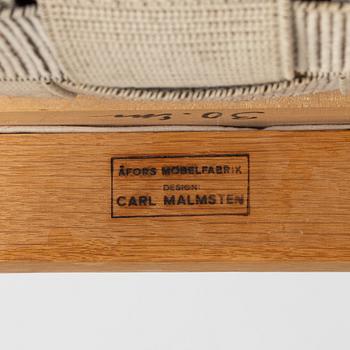 ÅFORS MÖBELFABRIK
DESIGN:
CARL MALMSTEN